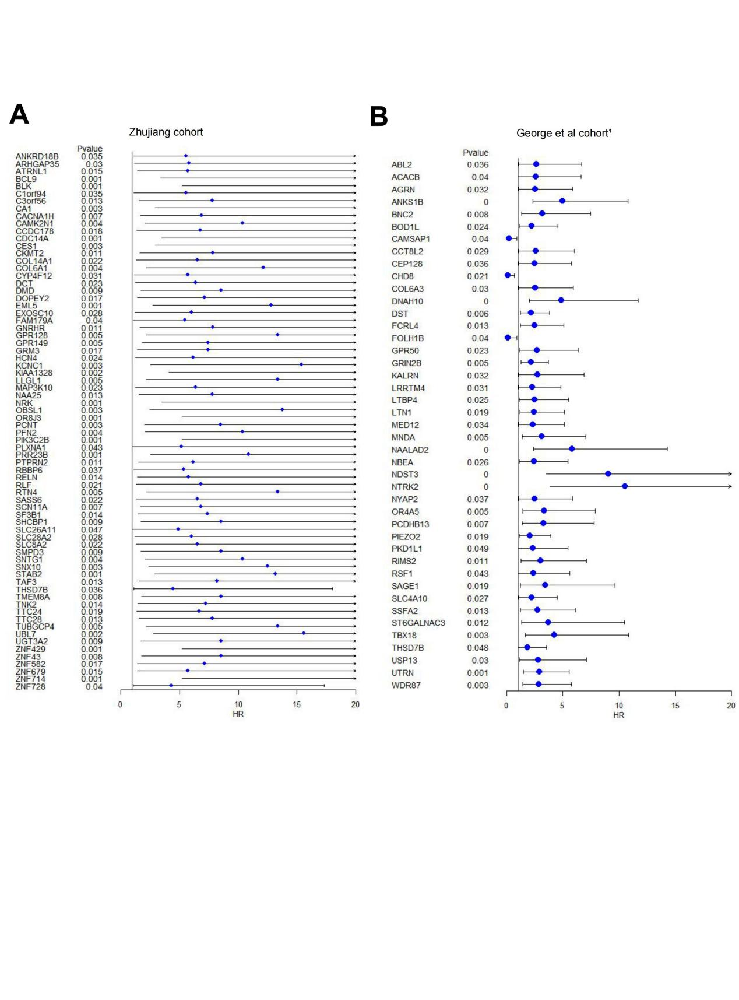 A
Zhujiang cohort
Pvalue
ANKRD18B 0.035
ARHGAP35 0.03
ATRNL1 0.015
BCL9 0.001
BLK 0.001
C1orf94 0.035
C3orf56 0.013
CA1 0.003
CACNA1H 0.007
CAMK2N1 0.004
CCDC178 0.018
CDC14A 0.001
CES1 0.003
CKMT2 0.011
COL14A1 0.022
COL6A1 0.004
CYP4F12 0.031
DCT 0.023
DMD 0.009
DOPEY2 0.017
EML5 0.001
EXOSC10 0.028
FAM179A 0.04
GNRHR 0.011
GPR128 0.005
GPR149 0.005
GRM3 0.017
HCN4 0.024
KCNC1 0.003
KIAA1328 0.002
LLGL1 0.005
MAP3K10 0.023
NAA25 0.013
NRK 0.001
OBSL1 0.003
OR8J3 0.001
PCNT 0.003
PFN2 0.004
PIK3C2B 0.001
PLXNA1 0.043
PRR23B 0.001
PTPRN2 0.011
RBBP6 0.037
RELN 0.014
RLF 0.021
RTN4 0.005
SASS6 0.022
SCN11A 0.007
SF3B1 0.014
SHCBP1 0.009
SLC26A11 0.047
SLC28A2 0.028
SLC8A2 0.022
SMPD3 0.009
SNTG1 0.004
SNX10 0.003
STAB2 0.001
TAF3 0.013
THSD7B 0.036
TMEM8A 0.008
TNK2 0.014
TTC24 0.019
TTC28 0.013
TUBGCP4 0.005
UBL7 0.002
UGT3A2 0.009
ZNF429 0.001
ZNF43 0.008
ZNF582 0.017
ZNF679 0.015
ZNF714 0.001
ZNF728 0.04
0 5 10 15 20
HR
B
George et al cohort¹
Pvalue
ABL2 0.036
ACACB 0.04
AGRN 0.032
ANKS1B 0
BNC2 0.008
BOD1L 0.024
CAMSAP1 0.04
CCT8L2 0.029
CEP128 0.036
CHD8 0.021
COL6A3 0.03
DNAH10 0
DST 0.006
FCRL4 0.013
FOLH1B 0.04
GPR50 0.023
GRIN2B 0.005
KALRN 0.032
LRRTM4 0.031
LTBP4 0.025
LTN1 0.019
MED12 0.034
MNDA 0.005
NAALAD2 0
NBEA 0.026
NDST3 0
NTRK2 0
NYAP2 0.037
OR4A5 0.005
PCDHB13 0.007
PIEZO2 0.019
PKD1L1 0.049
RIMS2 0.011
RSF1 0.043
SAGE1 0.019
SLC4A10 0.027
SSFA2 0.013
ST6GALNAC3 0.012
TBX18 0.003
THSD7B 0.048
USP13 0.03
UTRN 0.001
WDR87 0.003
0 5 10 15 20
HR